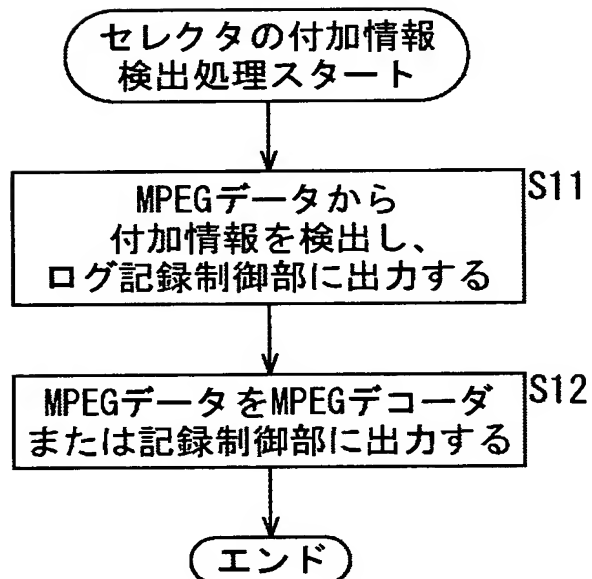 セレクタの付加情報
検出処理スタート
S11
MPEGデータから
付加情報を検出し、
ログ記録制御部に出力する
S12
MPEGデータをMPEGデコーダ
または記録制御部に出力する
エンド